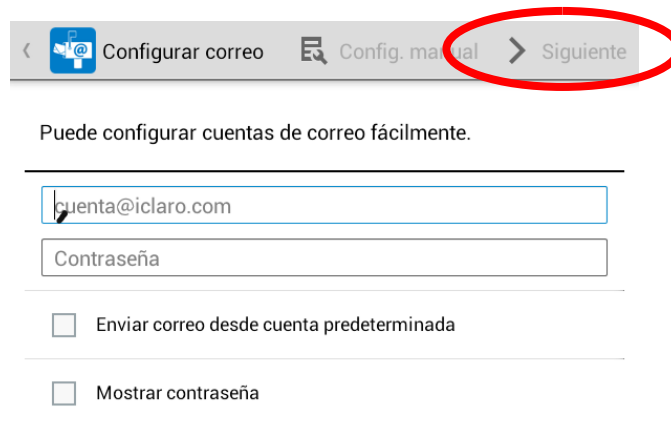 Configurar correo Config. manual Siguiente
Puede configurar cuentas de correo fácilmente.
cuenta@iclaro.com
Contraseña
Enviar correo desde cuenta predeterminada
Mostrar contraseña